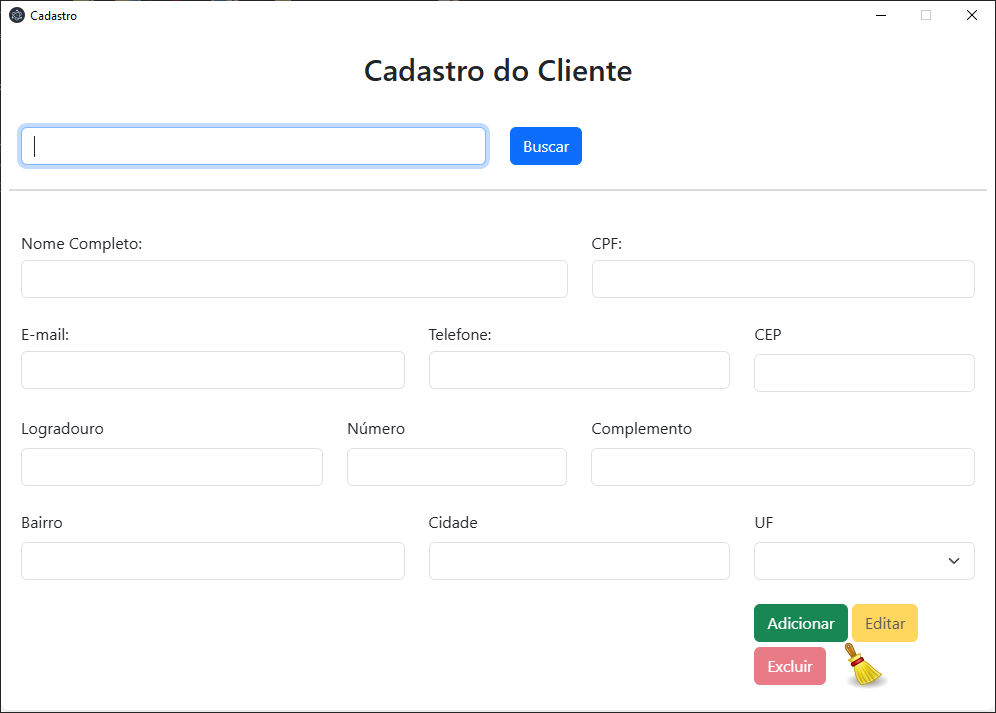 Cadastro
Cadastro do Cliente
Buscar
Nome Completo: CPF:
E-mail: Telefone: CEP
Logradouro Número Complemento
Bairro Cidade UF
Adicionar Editar
Excluir